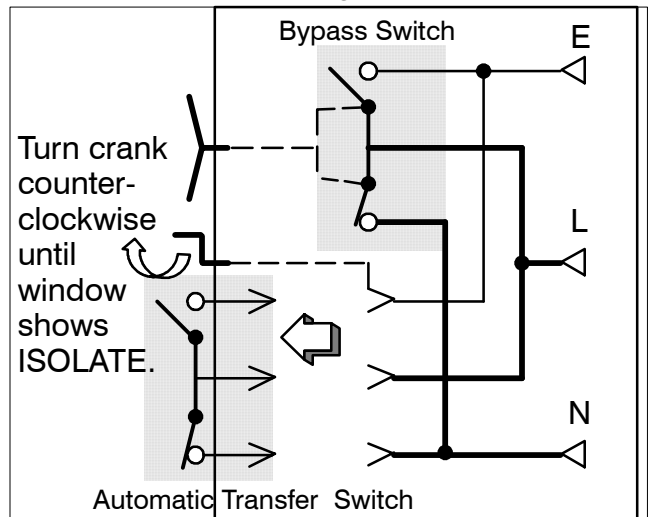 Bypass Switch
E
Turn crank
counter-
clockwise
until
window
shows
ISOLATE.
L
N
Automatic Transfer Switch